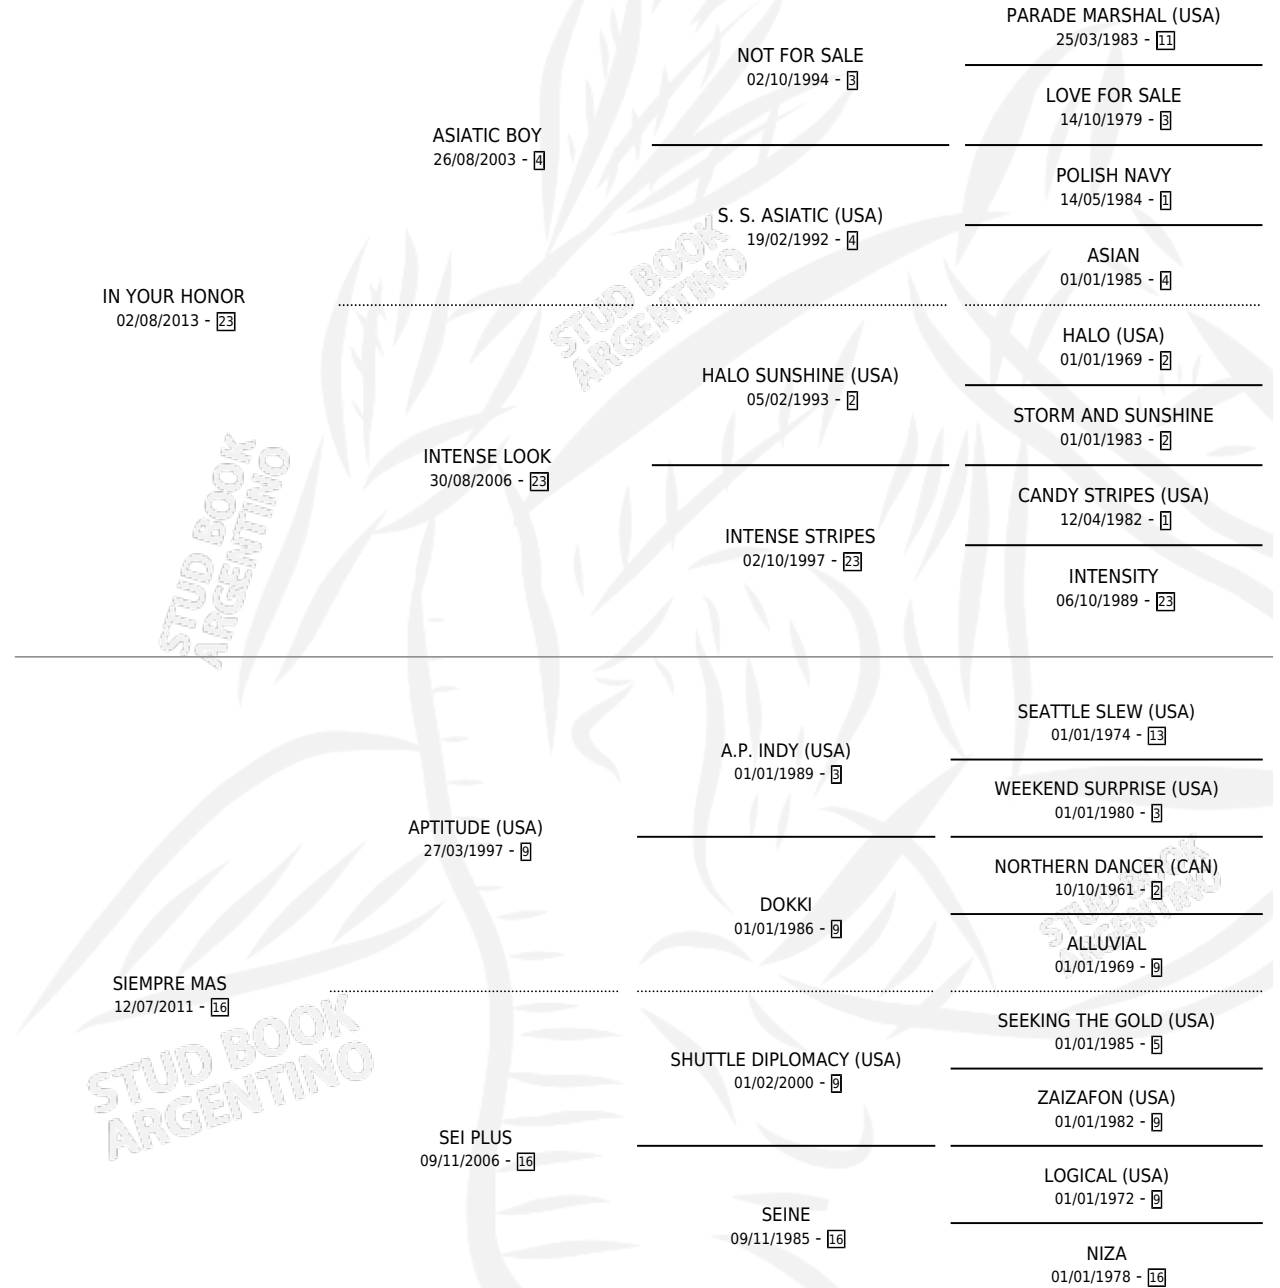 PARADE MARSHAL (USA)
25/03/1983 - 11
NOT FOR SALE
02/10/1994 - 3
LOVE FOR SALE
14/10/1979 - 3
ASIATIC BOY
26/08/2003 - 4
POLISH NAVY
14/05/1984 - 1
S. S. ASIATIC (USA)
19/02/1992 - 4
ASIAN
01/01/1985 - 4
IN YOUR HONOR
02/08/2013 - 23
STUD BOOK
ARGENTINO
HALO (USA)
01/01/1969 - 2
HALO SUNSHINE (USA)
05/02/1993 - 2
STORM AND SUNSHINE
01/01/1983 - 2
INTENSE LOOK
30/08/2006 - 23
CANDY STRIPES (USA)
12/04/1982 - 1
INTENSE STRIPES
02/10/1997 - 23
INTENSITY
06/10/1989 - 23
STUD BOOK
ARGENTINO
SEATTLE SLEW (USA)
01/01/1974 - 13
A.P. INDY (USA)
01/01/1989 - 3
WEEKEND SURPRISE (USA)
01/01/1980 - 3
APTITUDE (USA)
27/03/1997 - 9
NORTHERN DANCER (CAN)
10/10/1961 - 2
DOKKI
01/01/1986 - 9
ALLUVIAL
01/01/1969 - 9
STUD BOOK
ARGENTINO
SIEMPRE MAS
12/07/2011 - 16
SEEKING THE GOLD (USA)
01/01/1985 - 5
SHUTTLE DIPLOMACY (USA)
01/02/2000 - 9
ZAIZAFON (USA)
01/01/1982 - 9
STUD BOOK
ARGENTINO
SEI PLUS
09/11/2006 - 16
LOGICAL (USA)
01/01/1972 - 9
SEINE
09/11/1985 - 16
NIZA
01/01/1978 - 16